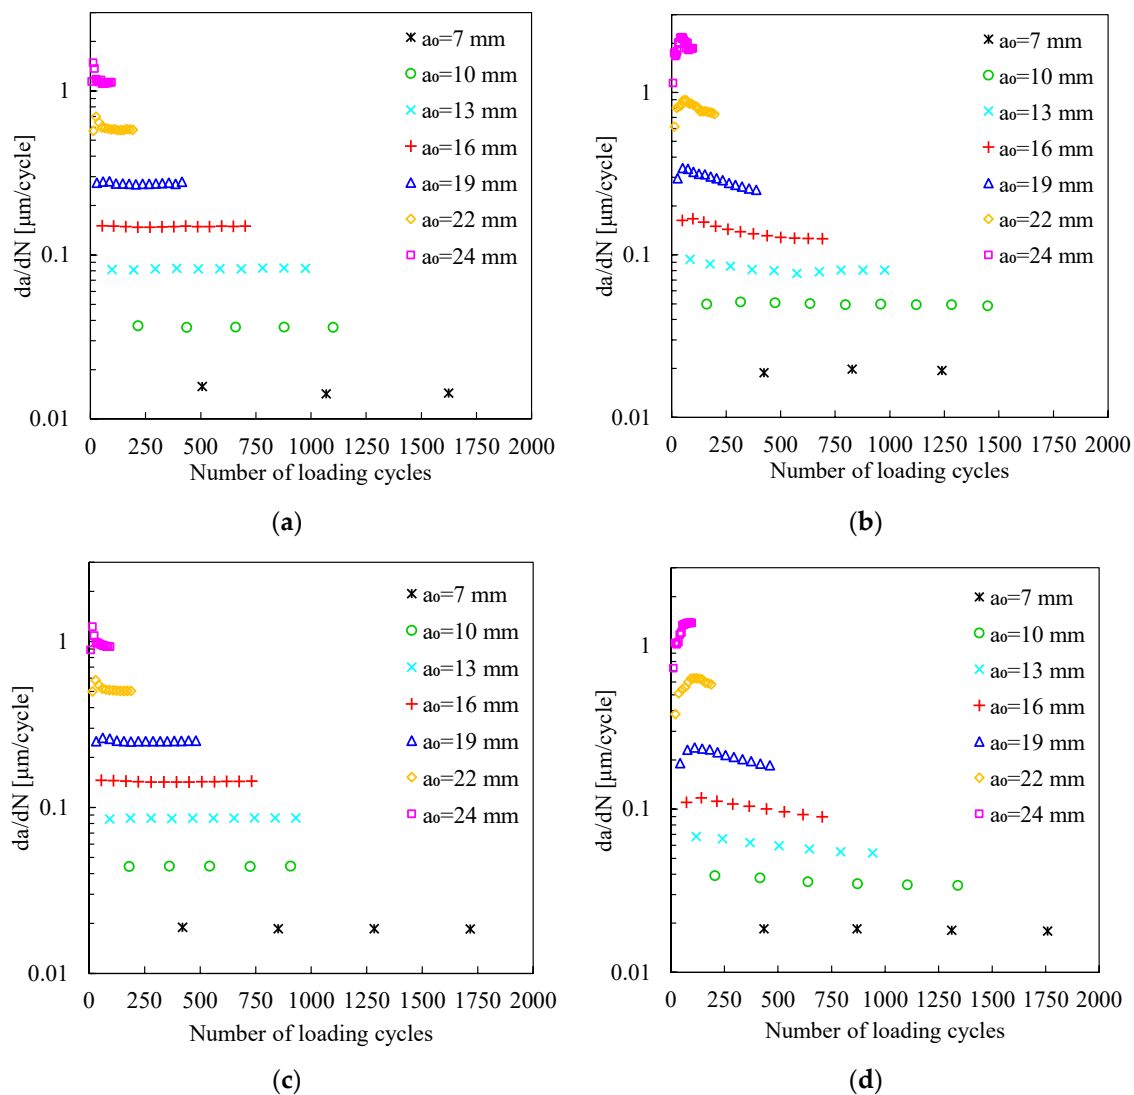 da/dN [µm/cycle]
1
0.1
0.01
a₀=7 mm
a₀=10 mm
a₀=13 mm
a₀=16 mm
a₀=19 mm
a₀=22 mm
a₀=24 mm
0 250 500 750 1000 1250 1500 1750 2000
Number of loading cycles
(a)
da/dN [µm/cycle]
1
0.1
0.01
a₀=7 mm
a₀=10 mm
a₀=13 mm
a₀=16 mm
a₀=19 mm
a₀=22 mm
a₀=24 mm
0 250 500 750 1000 1250 1500 1750 2000
Number of loading cycles
(b)
da/dN [µm/cycle]
1
0.1
0.01
a₀=7 mm
a₀=10 mm
a₀=13 mm
a₀=16 mm
a₀=19 mm
a₀=22 mm
a₀=24 mm
0 250 500 750 1000 1250 1500 1750 2000
Number of loading cycles
(c)
da/dN [µm/cycle]
1
0.1
0.01
a₀=7 mm
a₀=10 mm
a₀=13 mm
a₀=16 mm
a₀=19 mm
a₀=22 mm
a₀=24 mm
0 250 500 750 1000 1250 1500 1750 2000
Number of loading cycles
(d)